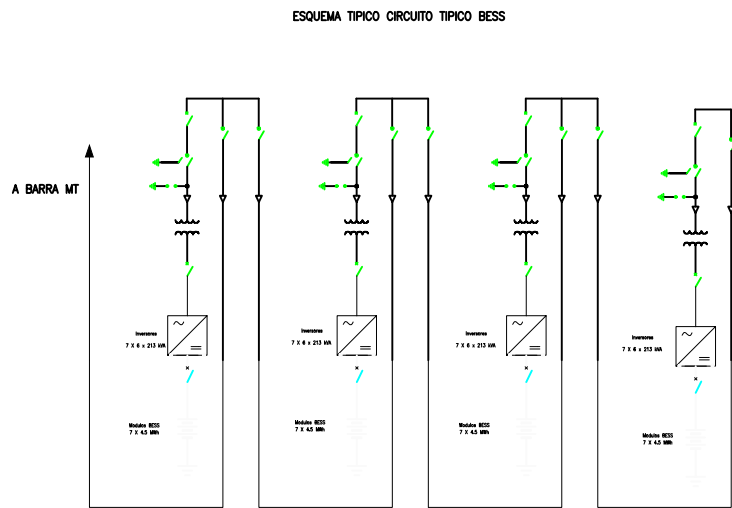 ESQUEMA TIPICO CIRCUITO TIPICO BESS
A BARRA MT
Inversores
7 X 6 x 213 kVA
Inversores
7 X 6 x 213 kVA
Inversores
7 X 6 x 213 kVA
Inversores
7 X 6 x 213 kVA
Modulos BESS
7 X 4.5 MWh
Modulos BESS
7 X 4.5 MWh
Modulos BESS
7 X 4.5 MWh
Modulos BESS
7 X 4.5 MWh